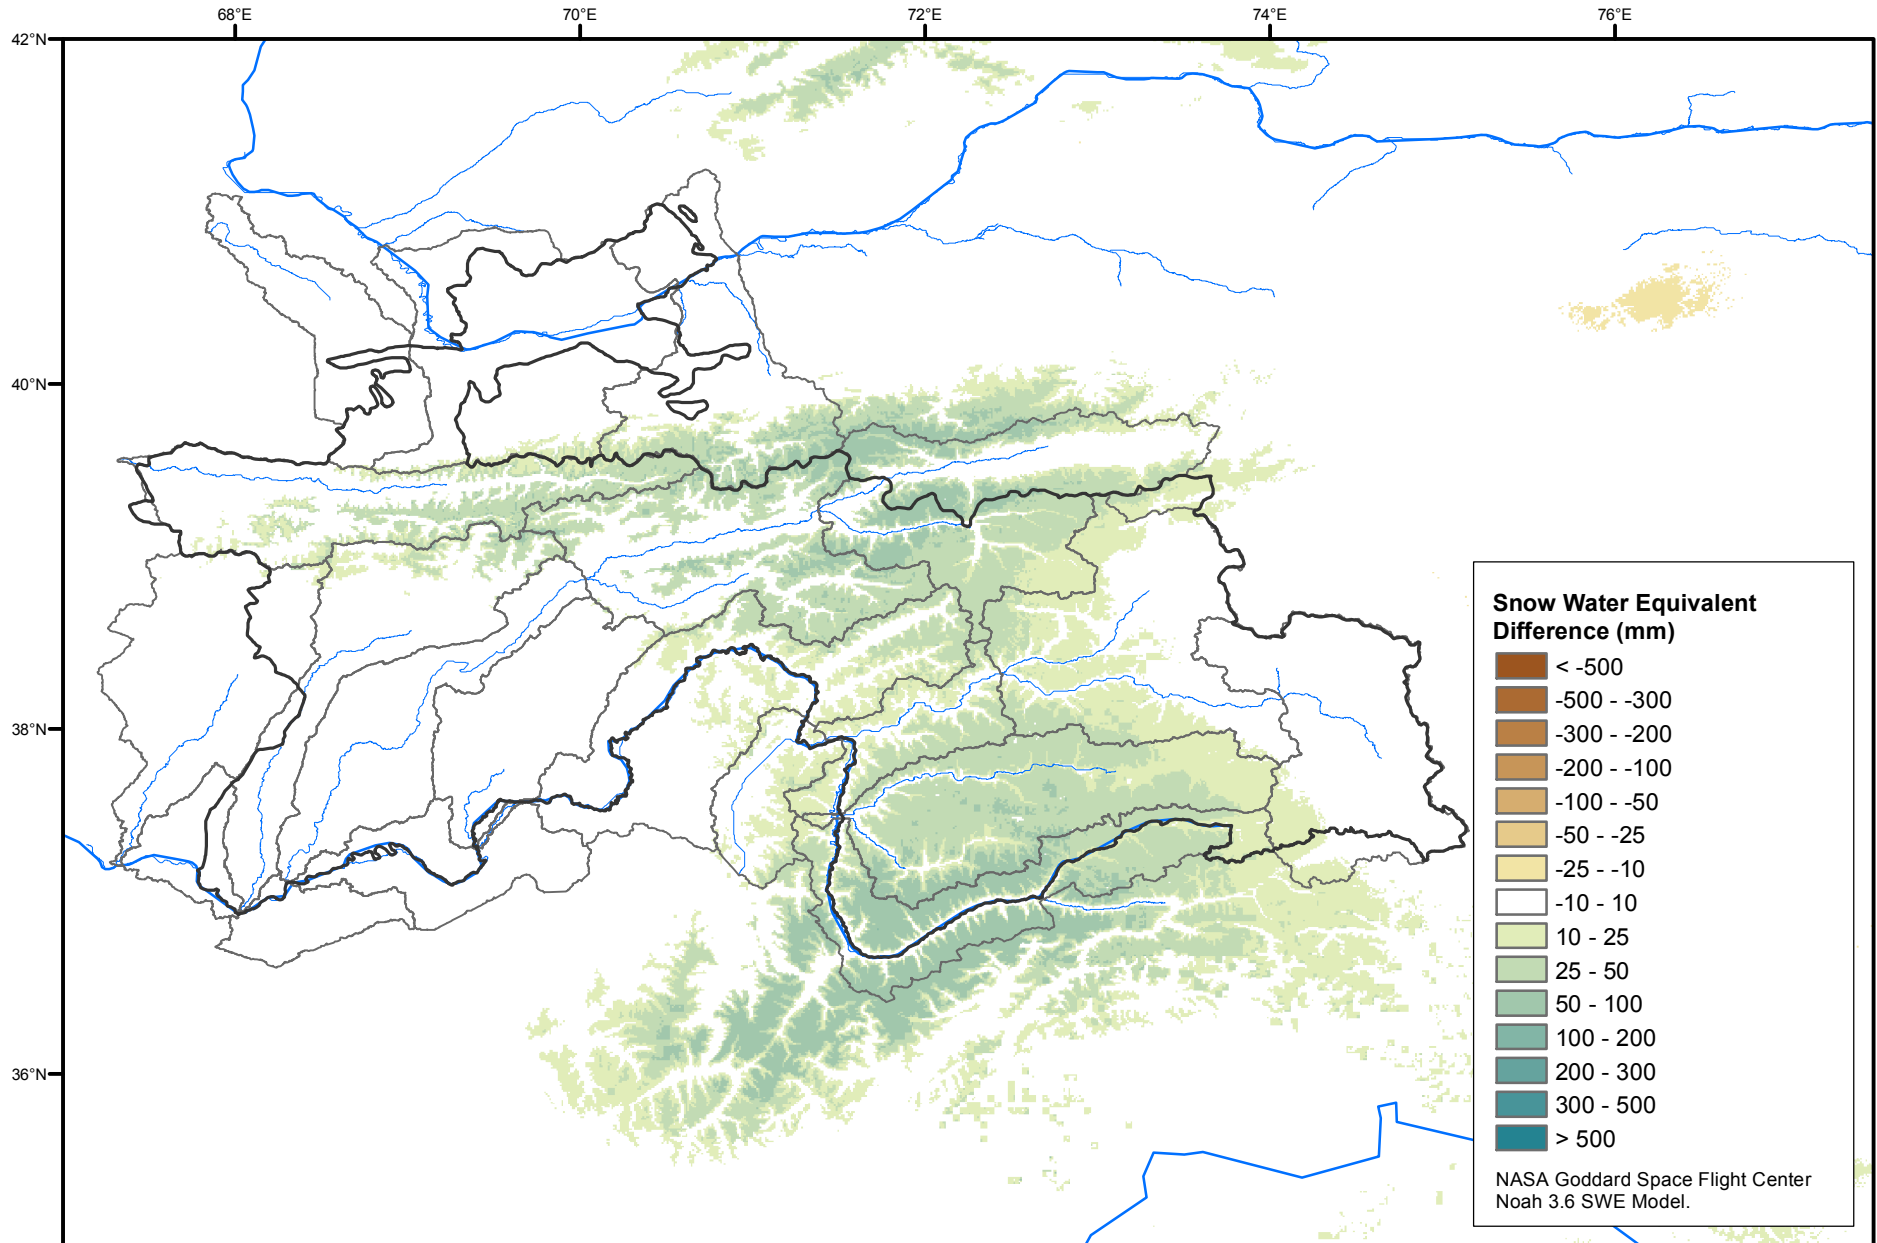 68°E
70°E
72°E
74°E
76°E
42°N
40°N
38°N
36°N
Snow Water Equivalent
Difference (mm)
< -500
-500 - -300
-300 - -200
-200 - -100
-100 - -50
-50 - -25
-25 - -10
-10 - 10
10 - 25
25 - 50
50 - 100
100 - 200
200 - 300
300 - 500
> 500
NASA Goddard Space Flight Center
Noah 3.6 SWE Model.